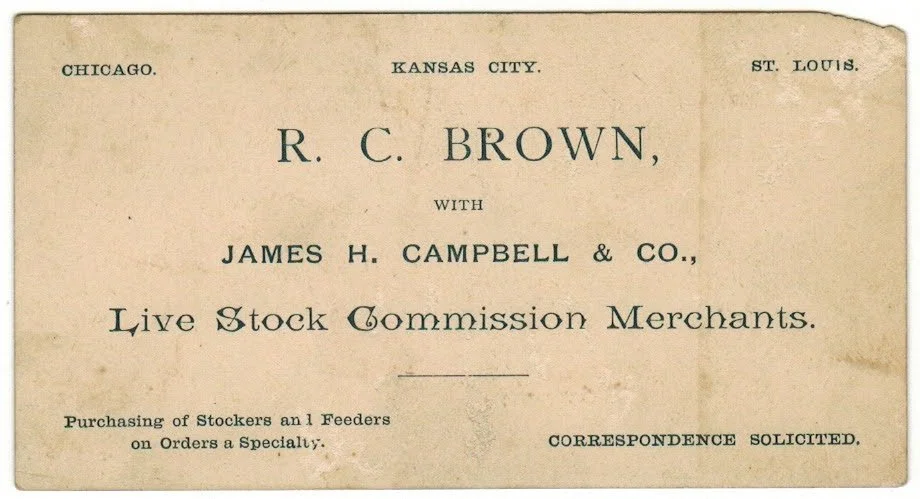 CHICAGO. KANSAS CITY. ST. LOUIS.
R. C. BROWN,
WITH
JAMES H. CAMPBELL & CO.,
Live Stock Commission Merchants.
Purchasing of Stockers and Feeders
on Orders a Specialty.
CORRESPONDENCE SOLICITED.